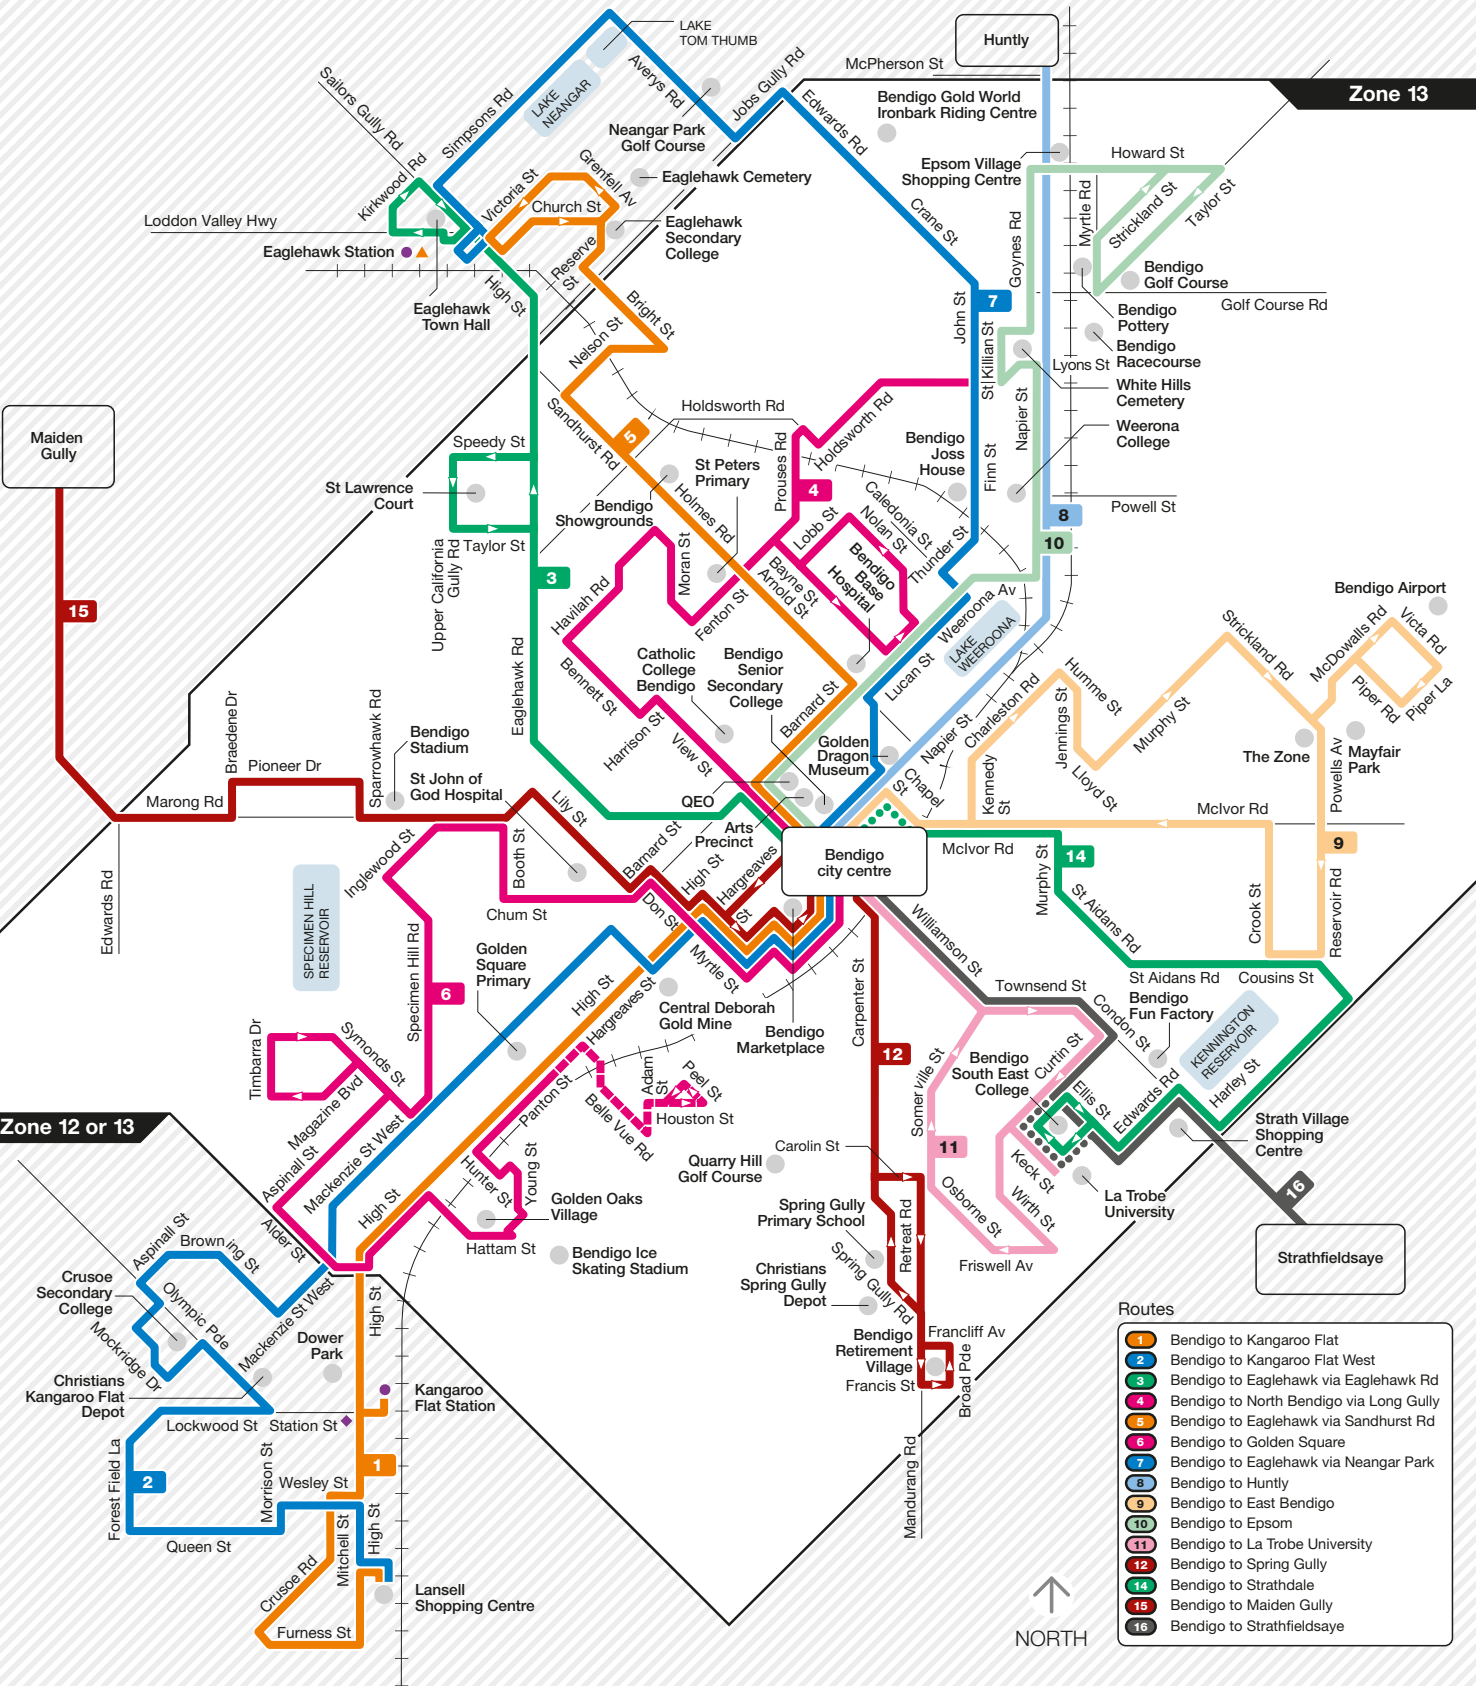 LAKE
TOM THUMB
Huntly
McPherson St
Zone 13
Sailors Gully Rd
Simpsons Rd
LAKE
NEANGAR
Averys Rd
Jobs Gully Rd
Edwards Rd
Bendigo Gold World
Ironbark Riding Centre
Neangar Park
Golf Course
Epsom Village
Shopping Centre
Howard St
Kirkwood Rd
Victoria St
Grenfell Av
Eaglehawk Cemetery
Church St
Loddon Valley Hwy
Eaglehawk Station
Eaglehawk
Secondary
College
Reserve
St
Crane St
Goynes Rd
Myrtle Rd
Strickland St
Taylor St
Bendigo
Golf Course
Golf Course Rd
High St
Eaglehawk
Town Hall
Bright St
Nelson St
John St
7
Bendigo
Pottery
Bendigo
Racecourse
St Killian St
Lyons St
White Hills
Cemetery
Weerona
College
Maiden
Gully
Holdsworth Rd
Holdsworth Rd
Sandhurst Rd
5
Speedy St
St Lawrence
Court
Taylor St
Upper California
Gully Rd
3
Bendigo
Showgrounds
St Peters
Primary
Holmes Rd
Prouses Rd
4
Bendigo
Joss
House
Finn St
Napier St
Powell St
8
10
Caledonia St
Nolan St
Thunder St
Lobb St
Bendigo
Base
Hospital
Bayne St
Arnold St
Moran St
Fenton St
Havilah Rd
Bennett St
Harrison St
View St
Catholic
College
Bendigo
Bendigo
Senior
Secondary
College
Barnard St
Lucan St
Weeroona Av
LAKE
WEEROONA
Bendigo Airport
Strickland Rd
McDowalls Rd
Victa Rd
Piper Rd
Piper La
Humme St
Charleston Rd
Jennings St
Murphy St
Lloyd St
The Zone
Mayfair
Park
Powells Av
15
Eaglehawk Rd
Braedene Dr
Pioneer Dr
Sparrowhawk Rd
Bendigo
Stadium
St John of
God Hospital
Marong Rd
Lily St
QEO
Arts
Precinct
Golden
Dragon
Museum
Napier St
Chapel
St
Kennedy
St
McIvor Rd
9
Bendigo
city centre
McIvor Rd
Murphy St
14
St Aidans Rd
Crook St
Reservoir Rd
Inglewood St
Booth St
Chum St
Barnard St
High St
Hargreaves
St
Don St
Myrtle St
Williamson St
Edwards Rd
SPECIMEN HILL
RESERVOIR
Specimen Hill Rd
6
Golden
Square
Primary
High St
Hargreaves St
Central Deborah
Gold Mine
Bendigo
Marketplace
Carpenter St
12
Townsend St
Condon St
St Aidans Rd
Cousins St
Bendigo
Fun Factory
KENNINGTON
RESERVOIR
Timbarra Dr
Symonds St
Magazine Bvd
Bendigo
South East
College
Curtin St
Ellis St
Edwards Rd
Harley St
Strath Village
Shopping
Centre
Zone 12 or 13
Panton St
Adam
St
Peel St
Houston St
Belle Vue Rd
Somerville St
11
Carolin St
Quarry Hill
Golf Course
Keck St
Wirth St
La Trobe
University
16
Strathfieldsaye
Aspinall St
Mackenzie St West
High St
Hunter St
Young St
Golden Oaks
Village
Hattam St
Bendigo Ice
Skating Stadium
Spring Gully
Primary School
Retreat Rd
Osborne St
Friswell Av
Alder St
Aspinall St
Browning St
Crusoe
Secondary
College
Olympic Pde
Mockridge Dr
Mackenzie St West
Christians
Spring Gully
Depot
Spring Gully Rd
Bendigo
Retirement
Village
Francliff Av
Francis St
Broad Pde
Mandurang Rd
High St
Dower
Park
Christians
Kangaroo Flat
Depot
Lockwood St
Station St
Kangaroo
Flat Station
1
2
Forest Field La
Morrison St
Wesley St
Queen St
Mitchell St
High St
Crusoe Rd
Furness St
Lansell
Shopping Centre
NORTH
Routes
1 Bendigo to Kangaroo Flat
2 Bendigo to Kangaroo Flat West
3 Bendigo to Eaglehawk via Eaglehawk Rd
4 Bendigo to North Bendigo via Long Gully
5 Bendigo to Eaglehawk via Sandhurst Rd
6 Bendigo to Golden Square
7 Bendigo to Eaglehawk via Neangar Park
8 Bendigo to Huntly
9 Bendigo to East Bendigo
10 Bendigo to Epsom
11 Bendigo to La Trobe University
12 Bendigo to Spring Gully
14 Bendigo to Strathdale
15 Bendigo to Maiden Gully
16 Bendigo to Strathfieldsaye